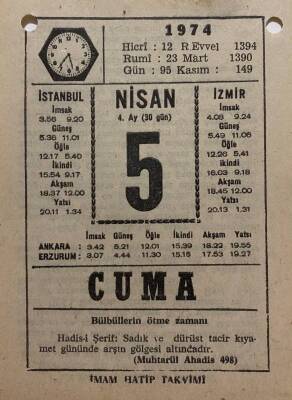 1974
Hicrî : 12 R Evvel 1394
Rumî : 23 Mart 1390
Gün : 95 Kasım : 149
İSTANBUL
İmsak
3.56 9.20
Güneş
5.36 11.01
Öğle
12.17 5.40
İkindi
15.54 9.17
Akşam
18.37 12.00
Yatsı
20.11 1.34
NİSAN
4. Ay (30 gün)
5
İZMİR
İmsak
4.08 9.24
Güneş
5.49 11.06
Öğle
12.26 5.41
İkindi
16.03 9.18
Akşam
18.45 12.00
Yatsı
20.13 1.31
İmsak Güneş Öğle İkindi Akşam Yatsı
ANKARA : 3.42 5.21 12.01 15.39 18.22 19.55
ERZURUM : 3.07 4.44 11.30 15.15 17.53 19.27
CUMA
Bülbüllerin ötme zamanı
Hadis-i Şerif: Sadık ve dürüst tacir kıya-
met gününde arşın gölgesi altındadır.
(Muhtarül Ahadis 498)
İMAM HATİP TAKVİMİ